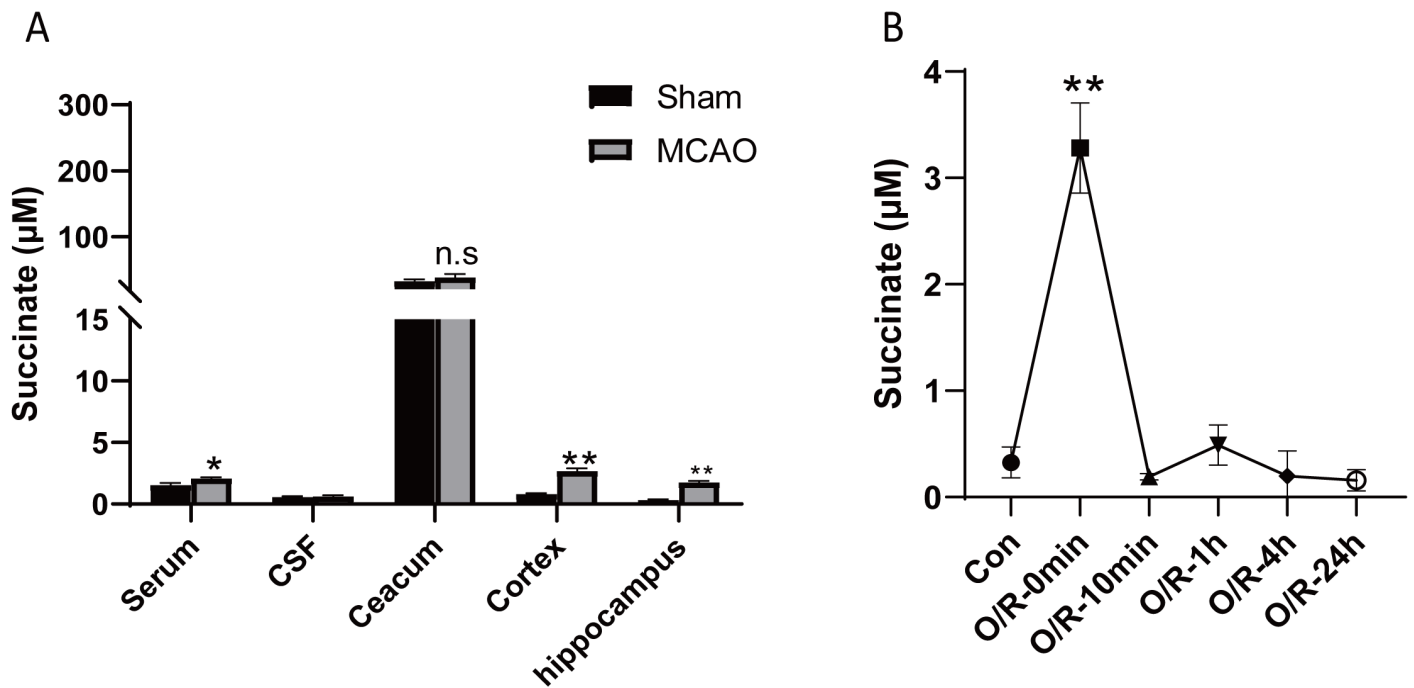 A
Succinate (μM)
300
200
100
15
10
5
0
Sham
MCAO
*
n.s
**
**
Serum
CSF
Ceacum
Cortex
hippocampus
B
Succinate (μM)
4
3
2
1
0
**
Con
O/R-0min
O/R-10min
O/R-1h
O/R-4h
O/R-24h